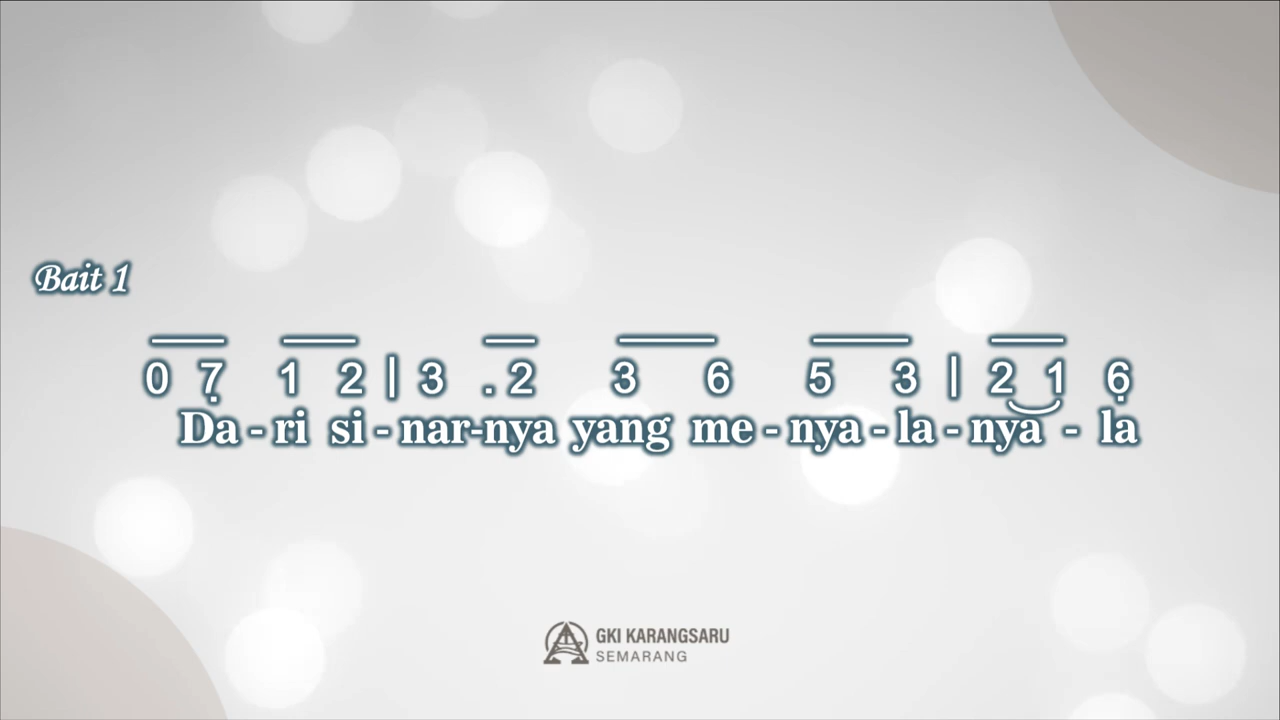 Bait 1
0 7̣ 1 2 | 3 . 2 3 6 5 3 | 2 1 6̣
Da - ri si - nar-nya yang me - nya - la - nya - la
GKI KARANGSARU
SEMARANG